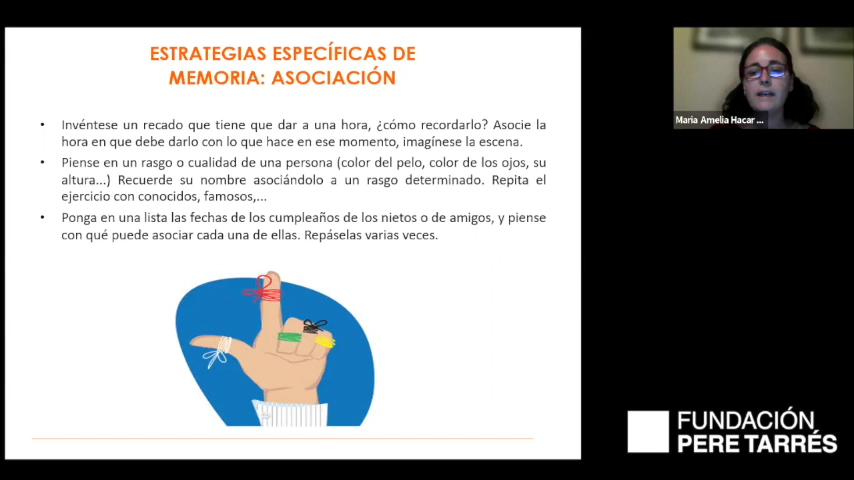 ESTRATEGIAS ESPECÍFICAS DE
MEMORIA: ASOCIACIÓN
• Invéntese un recado que tiene que dar a una hora, ¿cómo recordarlo? Asocie la
hora en que debe darlo con lo que hace en ese momento, imagínese la escena.
• Piense en un rasgo o cualidad de una persona (color del pelo, color de los ojos, su
altura...) Recuerde su nombre asociándolo a un rasgo determinado. Repita el
ejercicio con conocidos, famosos,...
• Ponga en una lista las fechas de los cumpleaños de los nietos o de amigos, y piense
con qué puede asociar cada una de ellas. Repáselas varias veces.
Maria Amelia Hacar ...
FUNDACIÓN
PERE TARRÉS